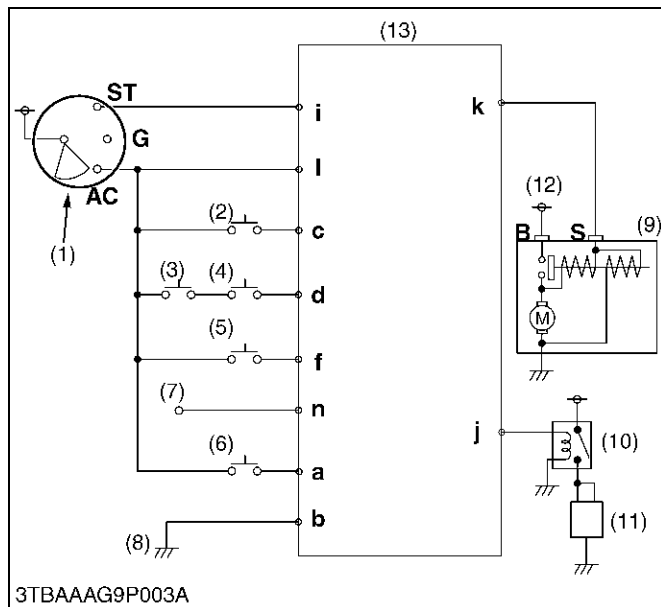 (13)
ST
i
k
G
AC
l
(1)
(2)
c
(12)
B
S
(9)
(3)
(4)
d
M
(5)
f
(7)
n
j
(10)
(6)
a
(11)
(8)
b
3TBAAAG9P003A